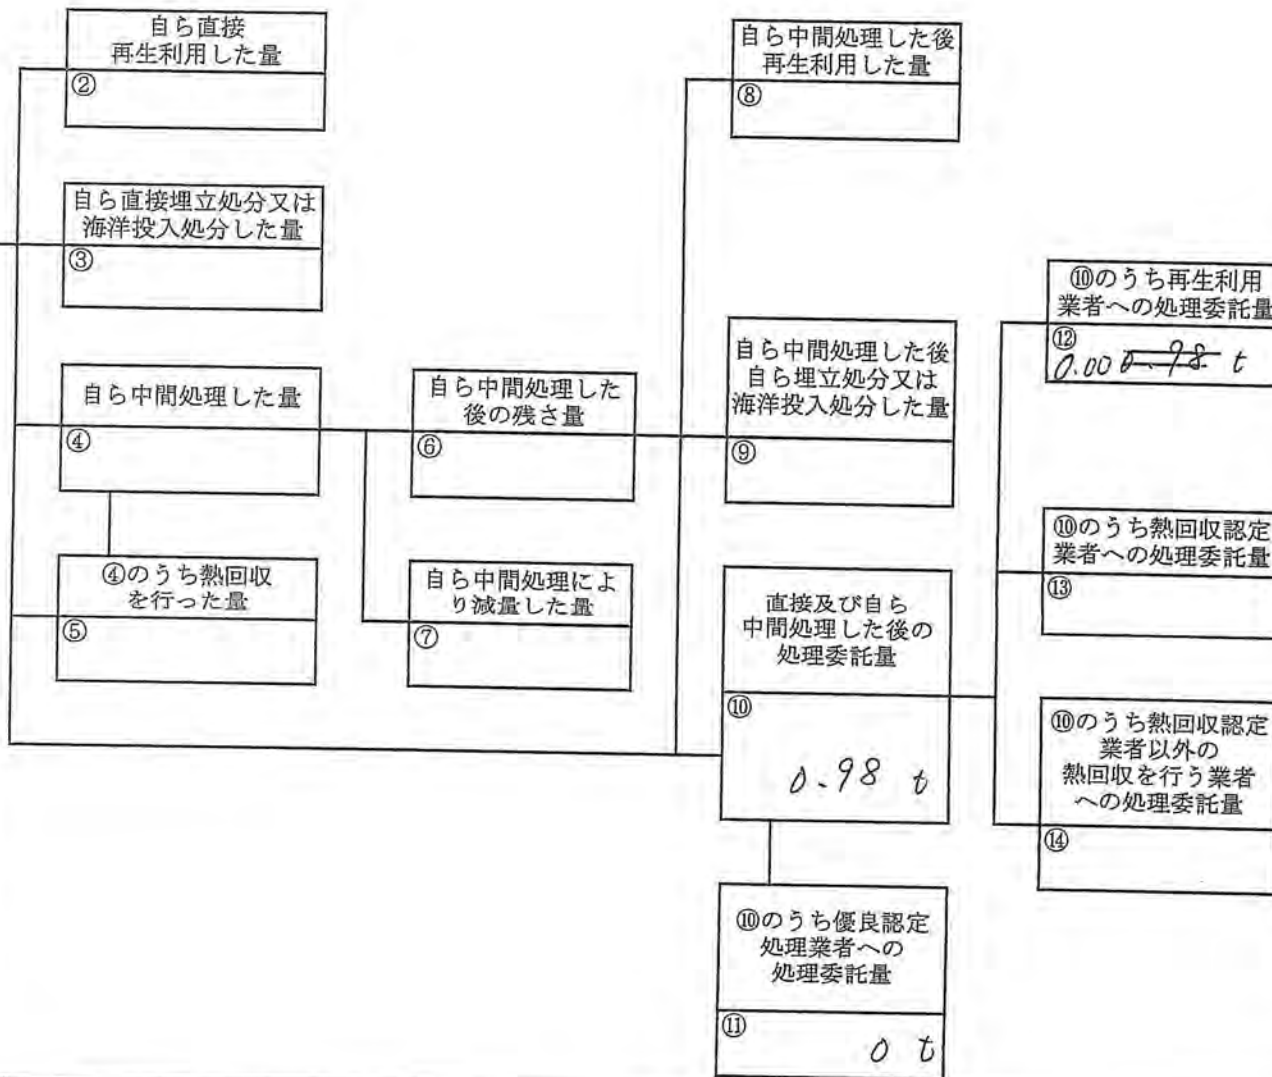 自ら直接
再生利用した量
②
自ら直接埋立処分又は
海洋投入処分した量
③
自ら中間処理した量
④
④のうち熱回収
を行った量
⑤
自ら中間処理した
後の残さ量
⑥
自ら中間処理によ
り減量した量
⑦
自ら中間処理した後
再生利用した量
⑧
自ら中間処理した後
自ら埋立処分又は
海洋投入処分した量
⑨
直接及び自ら
中間処理した後の
処理委託量
⑩
0.98 t
⑩のうち優良認定
処理業者への
処理委託量
⑪
0 t
⑩のうち再生利用
業者への処理委託量
⑫
0.00 0.98 t
⑩のうち熱回収認定
業者への処理委託量
⑬
⑩のうち熱回収認定
業者以外の
熱回収を行う業者
への処理委託量
⑭